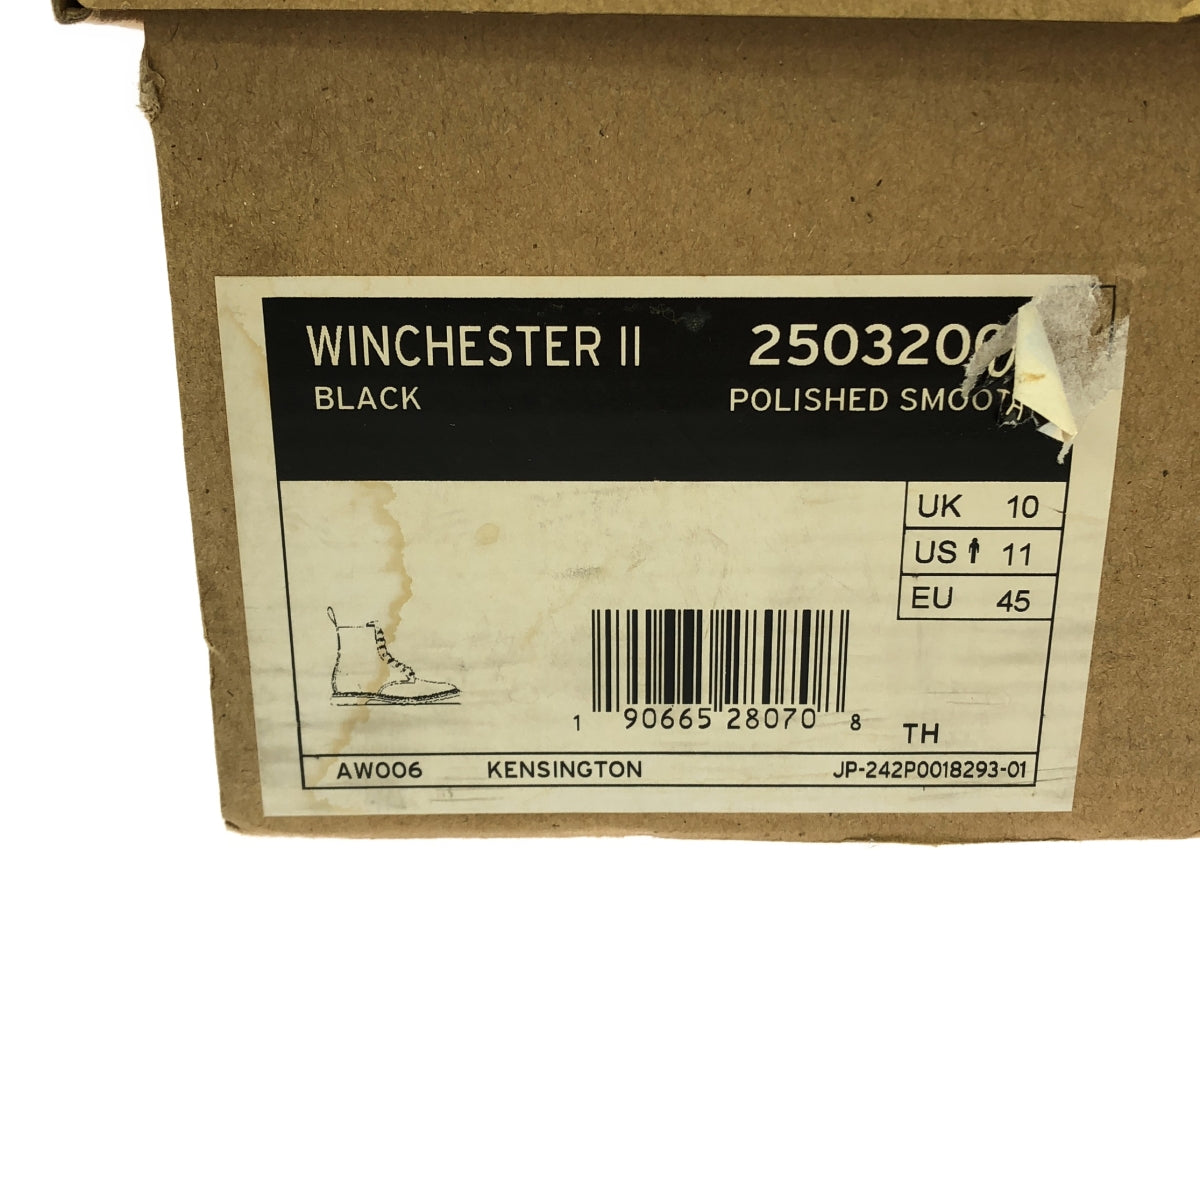 WINCHESTER II
BLACK
POLISHED SMOOTH
UK 10
US 11
EU 45
1 90665 28070 8
TH
AW006 KENSINGTON JP-242P0018293-01